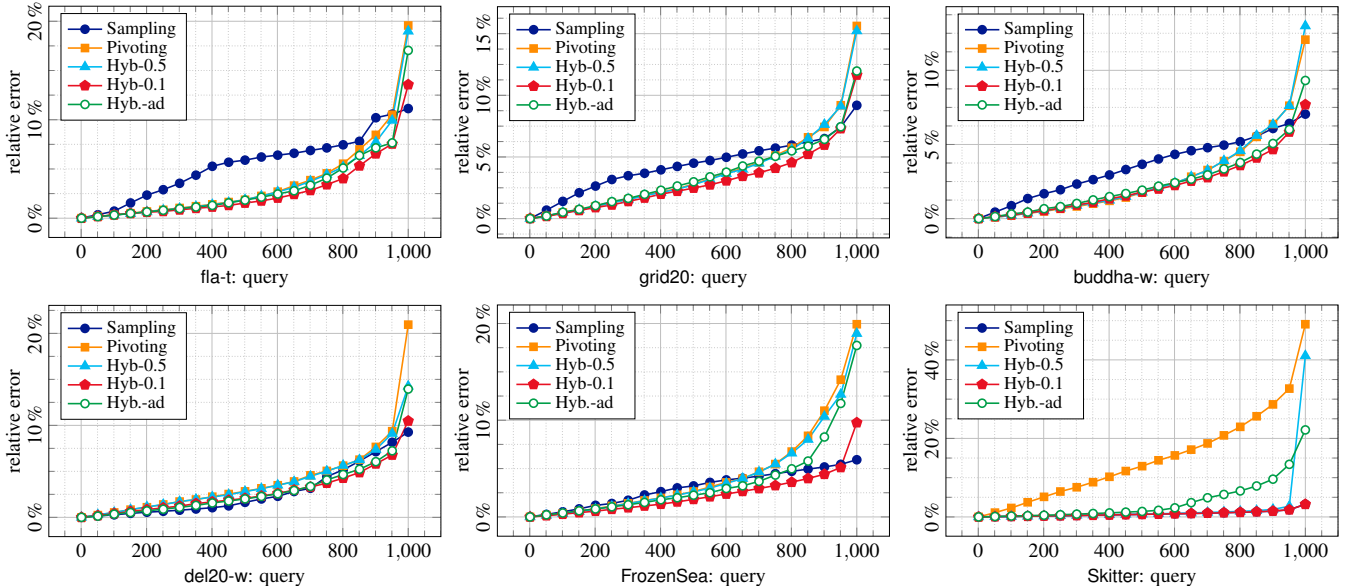 relative error
20 %
10 %
0 %
Sampling
Pivoting
Hyb-0.5
Hyb-0.1
Hyb.-ad
0 200 400 600 800 1,000
fla-t: query
relative error
15 %
10 %
5 %
0 %
Sampling
Pivoting
Hyb-0.5
Hyb-0.1
Hyb.-ad
0 200 400 600 800 1,000
grid20: query
relative error
10 %
5 %
0 %
Sampling
Pivoting
Hyb-0.5
Hyb-0.1
Hyb.-ad
0 200 400 600 800 1,000
buddha-w: query
relative error
20 %
10 %
0 %
Sampling
Pivoting
Hyb-0.5
Hyb-0.1
Hyb.-ad
0 200 400 600 800 1,000
del20-w: query
relative error
20 %
10 %
0 %
Sampling
Pivoting
Hyb-0.5
Hyb-0.1
Hyb.-ad
0 200 400 600 800 1,000
FrozenSea: query
relative error
40 %
20 %
0 %
Sampling
Pivoting
Hyb-0.5
Hyb-0.1
Hyb.-ad
0 200 400 600 800 1,000
Skitter: query